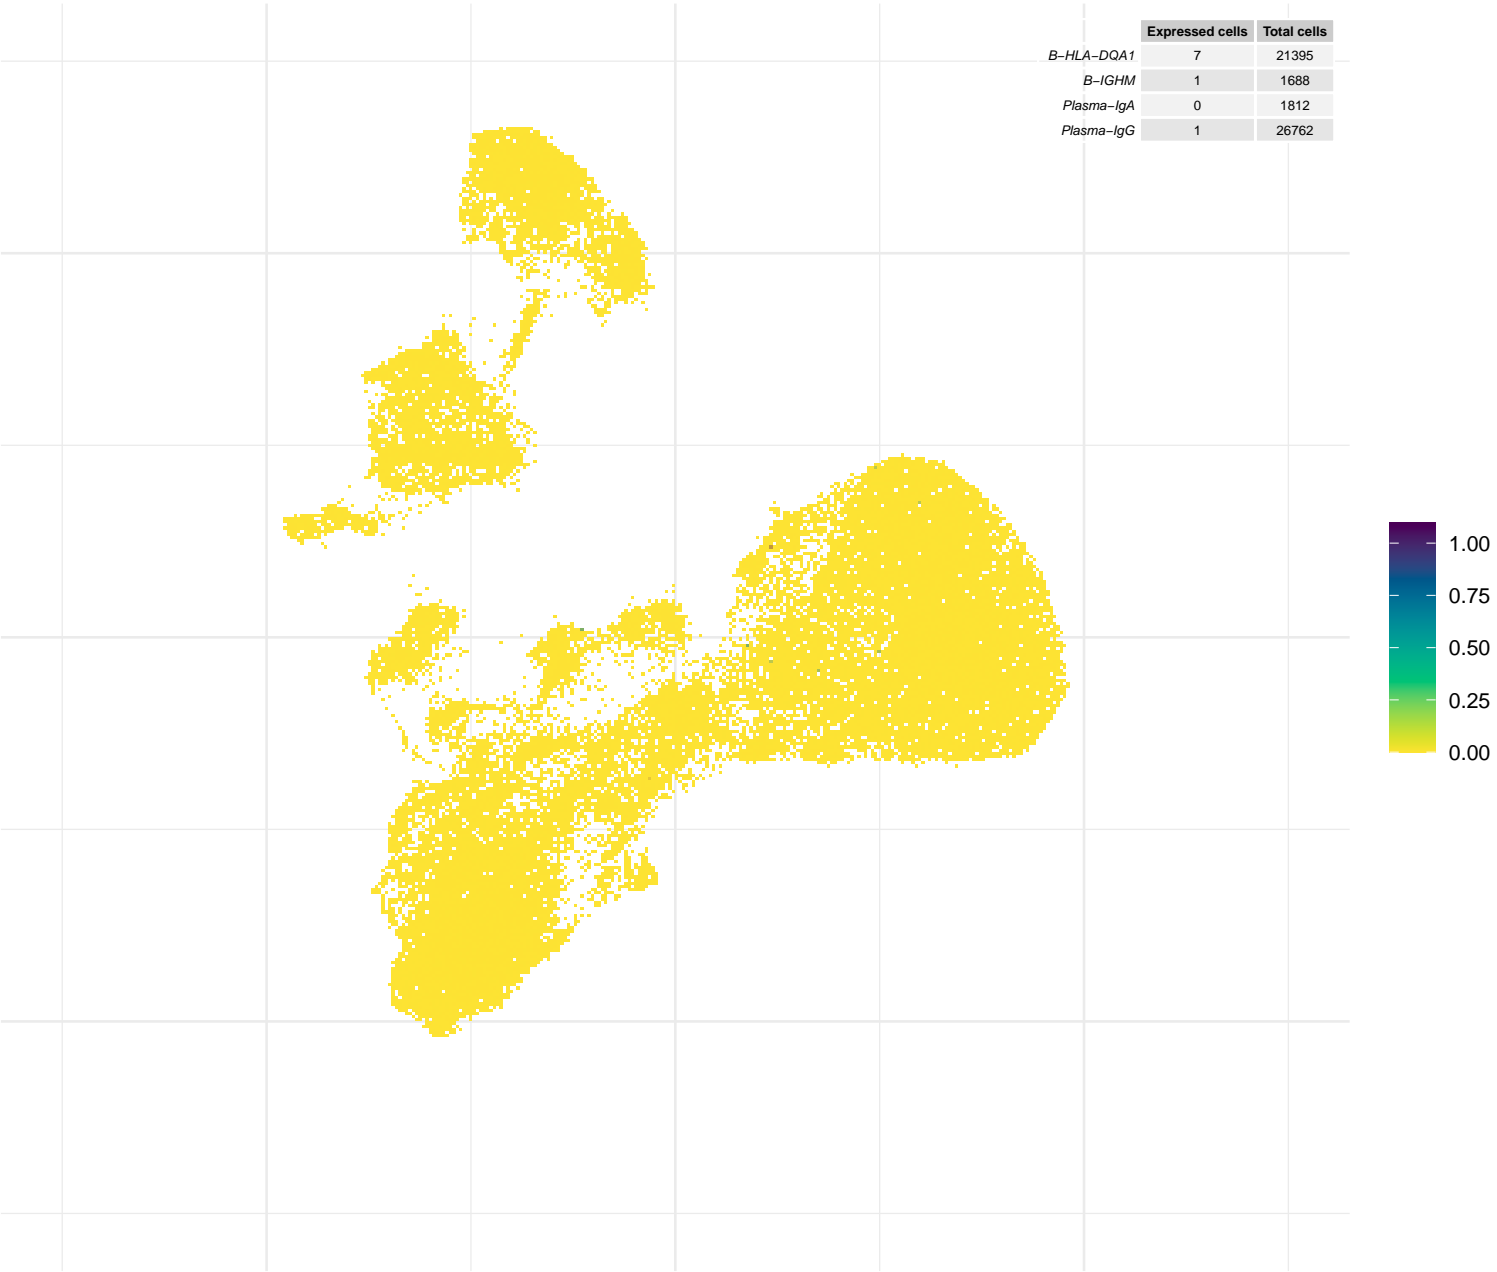 Expressed cells Total cells
B−HLA−DQA1 7 21395
B−IGHM 1 1688
Plasma−IgA 0 1812
Plasma−IgG 1 26762
1.00
0.75
0.50
0.25
0.00